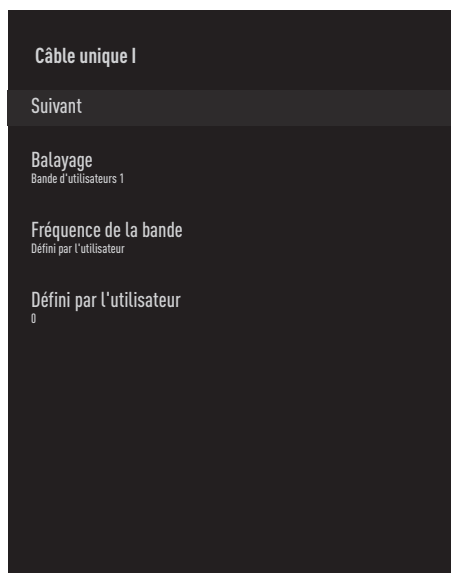 Câble unique I
Suivant
Balayage
Bande d'utilisateurs 1
Fréquence de la bande
Défini par l'utilisateur
Défini par l'utilisateur
0